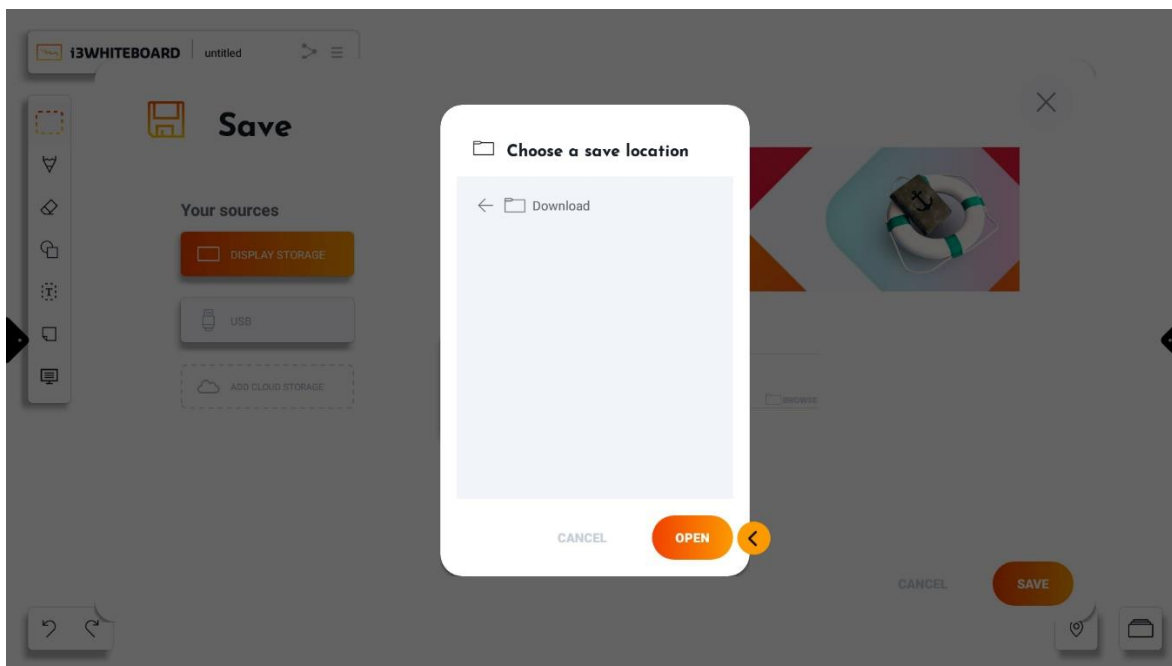 i3WHITEBOARD
untitled
Save
Your sources
DISPLAY STORAGE
USB
ADD CLOUD STORAGE
Choose a save location
Download
CANCEL
OPEN
BROWSE
CANCEL
SAVE